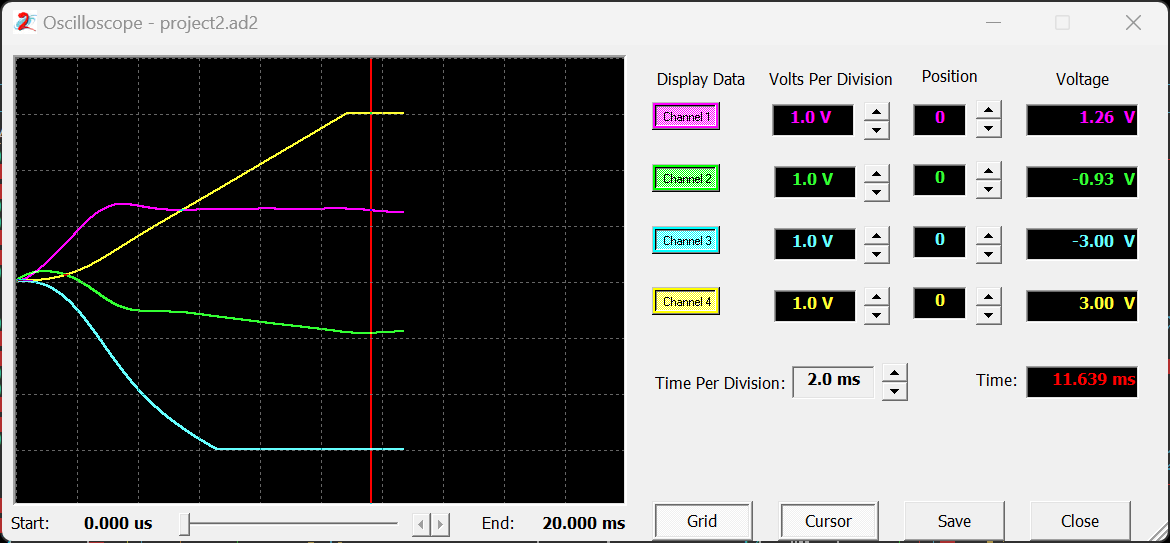 Oscilloscope - project2.ad2
Display Data Volts Per Division Position Voltage
Channel 1 1.0 V 0 1.26 V
Channel 2 1.0 V 0 -0.93 V
Channel 3 1.0 V 0 -3.00 V
Channel 4 1.0 V 0 3.00 V
Time Per Division: 2.0 ms Time: 11.639 ms
Start: 0.000 us End: 20.000 ms Grid Cursor Save Close